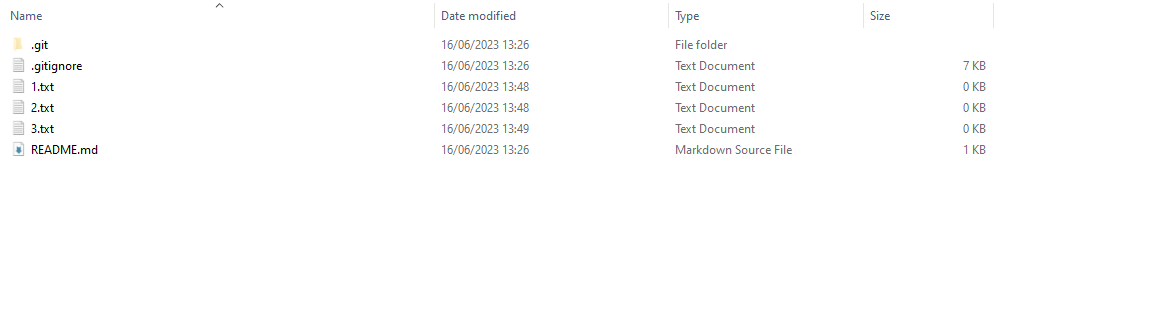 Name Date modified Type Size
.git 16/06/2023 13:26 File folder
.gitignore 16/06/2023 13:26 Text Document 7 KB
1.txt 16/06/2023 13:48 Text Document 0 KB
2.txt 16/06/2023 13:48 Text Document 0 KB
3.txt 16/06/2023 13:49 Text Document 0 KB
README.md 16/06/2023 13:26 Markdown Source File 1 KB